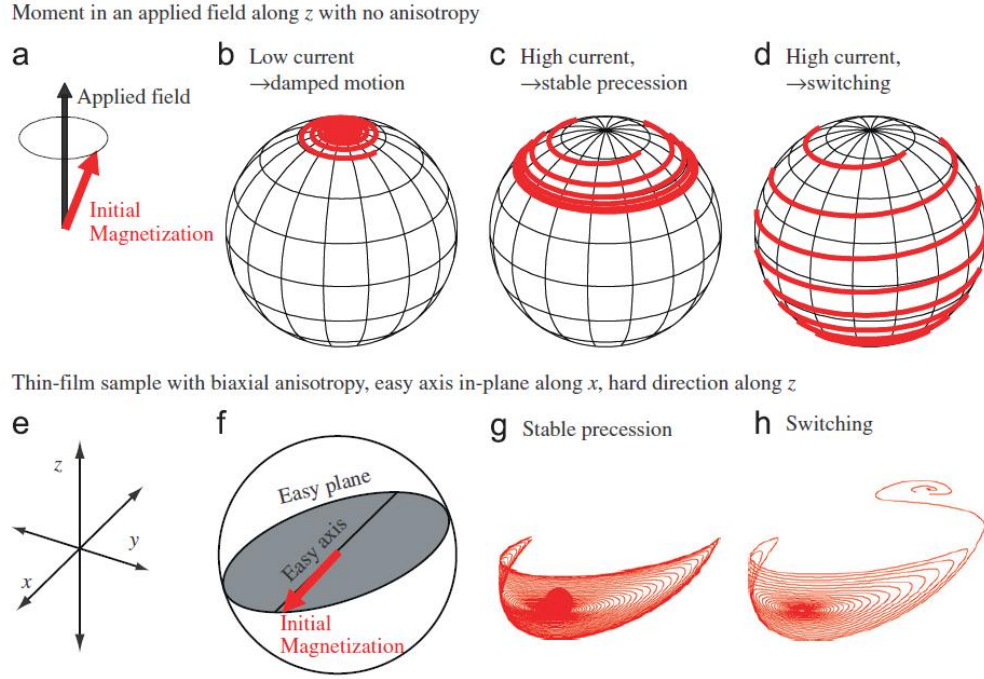 Moment in an applied field along z with no anisotropy
a
Applied field
Initial
Magnetization
b Low current
→damped motion
c High current,
→stable precession
d High current,
→switching
Thin-film sample with biaxial anisotropy, easy axis in-plane along x, hard direction along z
e
z
y
x
f
Easy plane
Easy axis
Initial
Magnetization
g Stable precession
h Switching